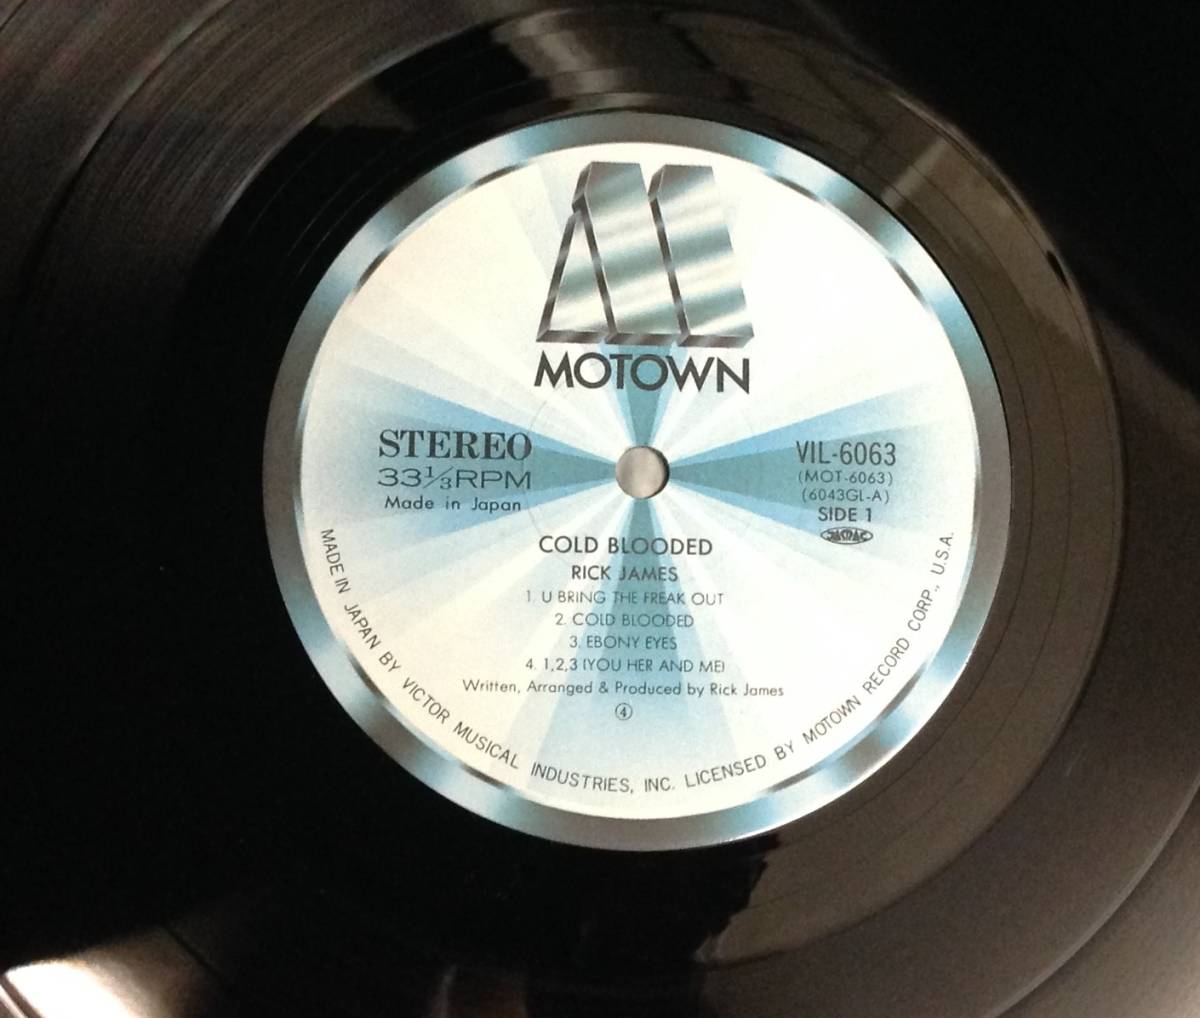 MOTOWN
STEREO
33⅓RPM
Made in Japan
VIL-6063
(MOT-6063)
(6043GL-A)
SIDE 1
JASRAC
COLD BLOODED
RICK JAMES
1. U BRING THE FREAK OUT
2. COLD BLOODED
3. EBONY EYES
4. 1,2,3 (YOU HER AND ME)
Written, Arranged & Produced by Rick James
④
MADE IN JAPAN BY VICTOR MUSICAL INDUSTRIES, INC. LICENSED BY MOTOWN RECORD CORP., U.S.A.